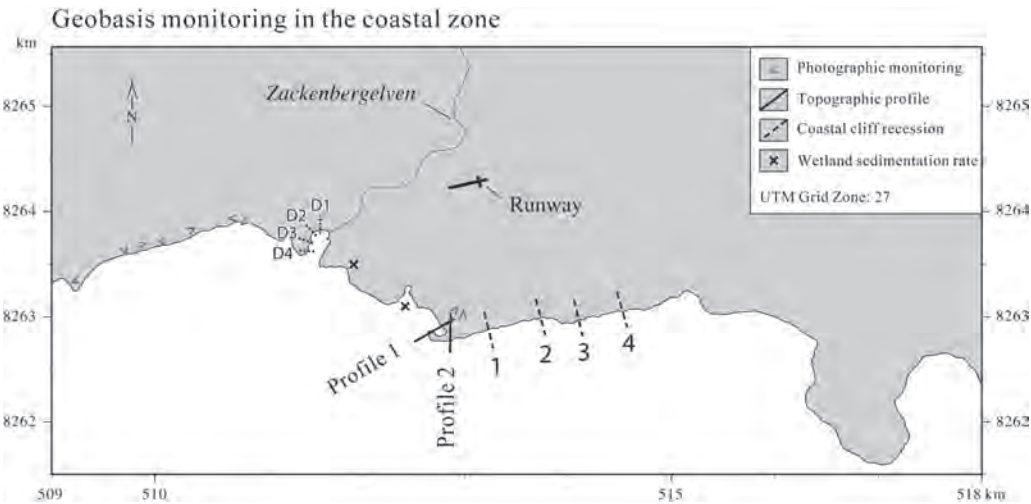 Geobasis monitoring in the coastal zone
km
8265
8264
8263
8262
N
Zackenbergelven
Runway
D1
D2
D3
D4
Profile 1
Profile 2
1
2
3
4
Photographic monitoring
Topographic profile
Coastal cliff recession
Wetland sedimentation rate
UTM Grid Zone: 27
8265
8264
8263
8262
509
510
515
518 km